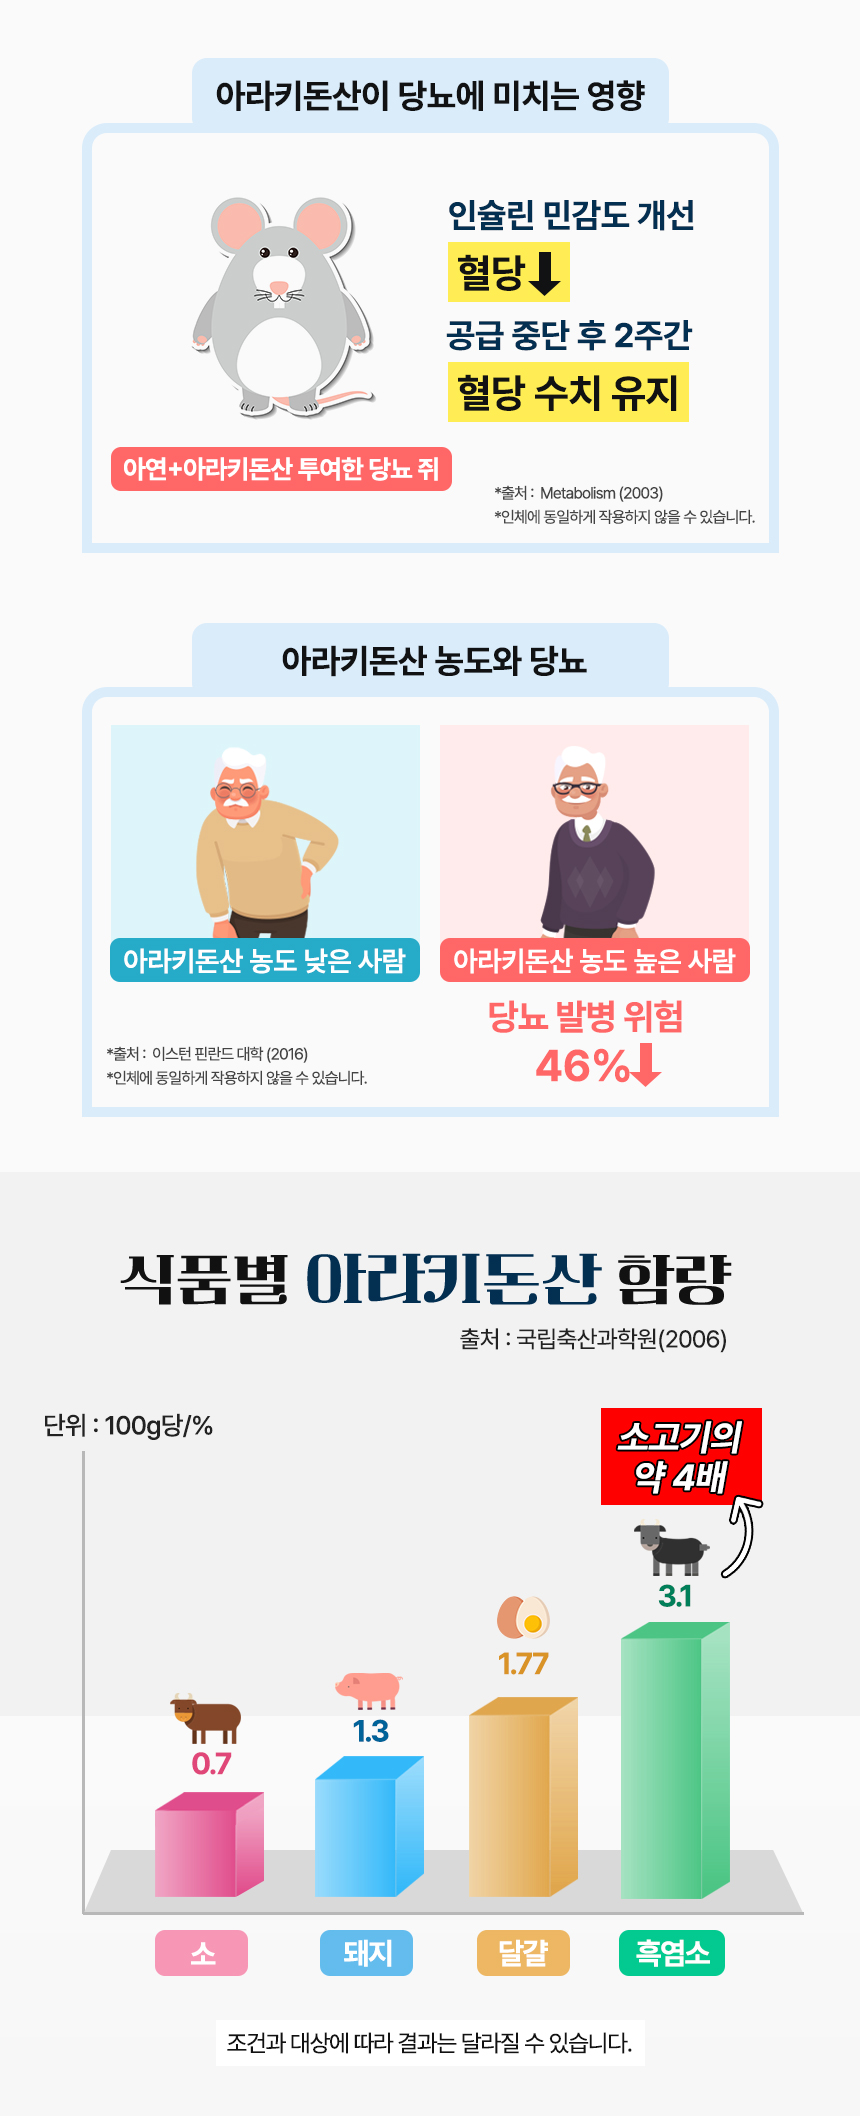 아라키돈산이 당뇨에 미치는 영향
인슐린 민감도 개선
혈당
공급 중단 후 2주간
혈당 수치 유지
아연+아라키돈산 투여한 당뇨 쥐
*출처 : Metabolism (2003)
*인체에 동일하게 작용하지 않을 수 있습니다.
아라키돈산 농도와 당뇨
아라키돈산 농도 낮은 사람
아라키돈산 농도 높은 사람
당뇨 발병 위험
46%
*출처 : 이스턴 핀란드 대학 (2016)
*인체에 동일하게 작용하지 않을 수 있습니다.
식품별 아라키돈산 함량
출처 : 국립축산과학원(2006)
단위 : 100g당/%
소고기의
약 4배
0.7
1.3
1.77
3.1
소
돼지
달걀
흑염소
조건과 대상에 따라 결과는 달라질 수 있습니다.